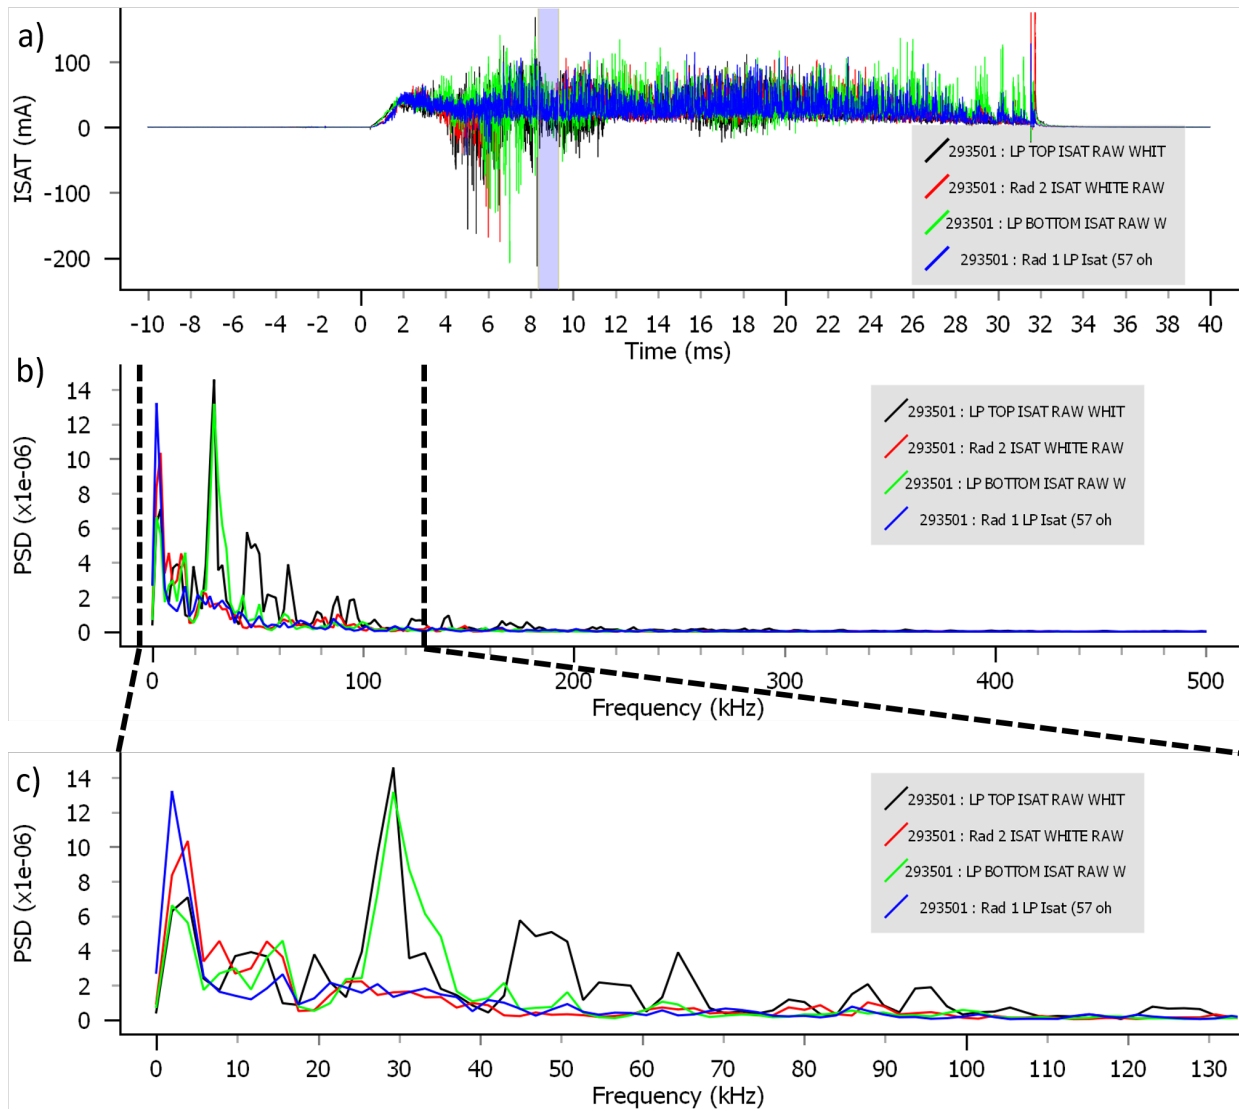 a)
ISAT (mA)
100
0
-100
-200
293501 : LP TOP ISAT RAW WHIT
293501 : Rad 2 ISAT WHITE RAW
293501 : LP BOTTOM ISAT RAW W
293501 : Rad 1 LP Isat (57 oh
-10 -8 -6 -4 -2 0 2 4 6 8 10 12 14 16 18 20 22 24 26 28 30 32 34 36 38 40
Time (ms)
b)
PSD (x1e-06)
14
12
10
8
6
4
2
0
293501 : LP TOP ISAT RAW WHIT
293501 : Rad 2 ISAT WHITE RAW
293501 : LP BOTTOM ISAT RAW W
293501 : Rad 1 LP Isat (57 oh
0 100 200 300 400 500
Frequency (kHz)
c)
PSD (x1e-06)
14
12
10
8
6
4
2
0
293501 : LP TOP ISAT RAW WHIT
293501 : Rad 2 ISAT WHITE RAW
293501 : LP BOTTOM ISAT RAW W
293501 : Rad 1 LP Isat (57 oh
0 10 20 30 40 50 60 70 80 90 100 110 120 130
Frequency (kHz)